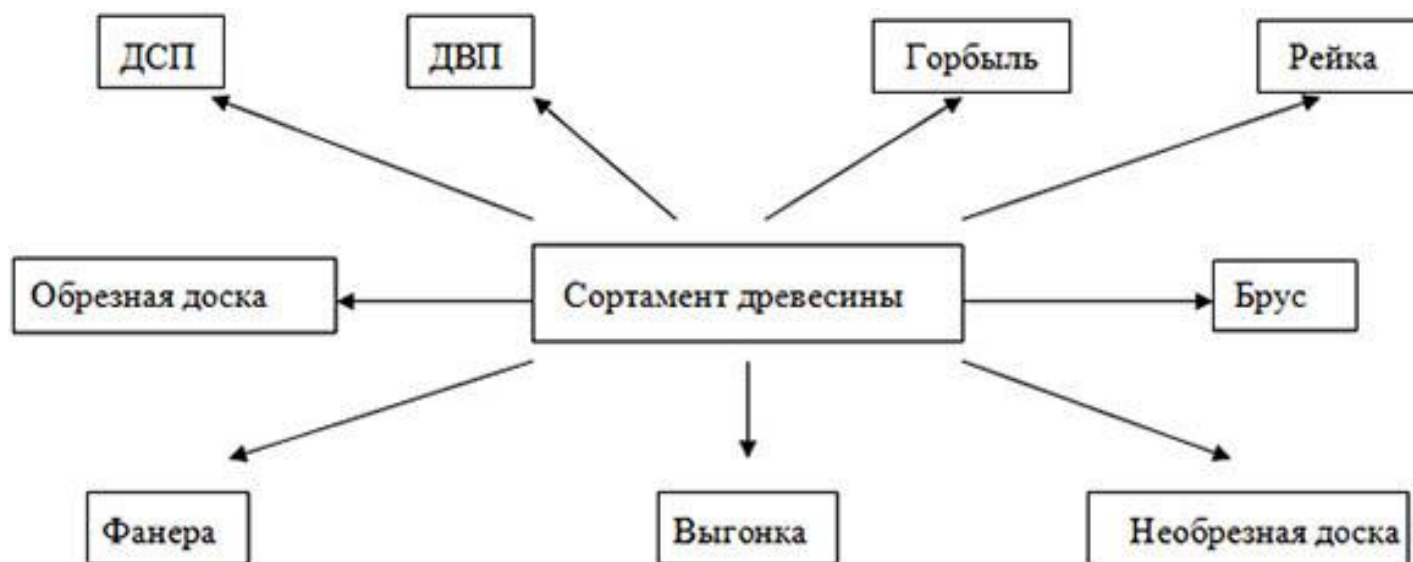 ДСП
ДВП
Горбыль
Рейка
Обрезная доска
Сортамент древесины
Брус
Фанера
Выгонка
Необрезная доска